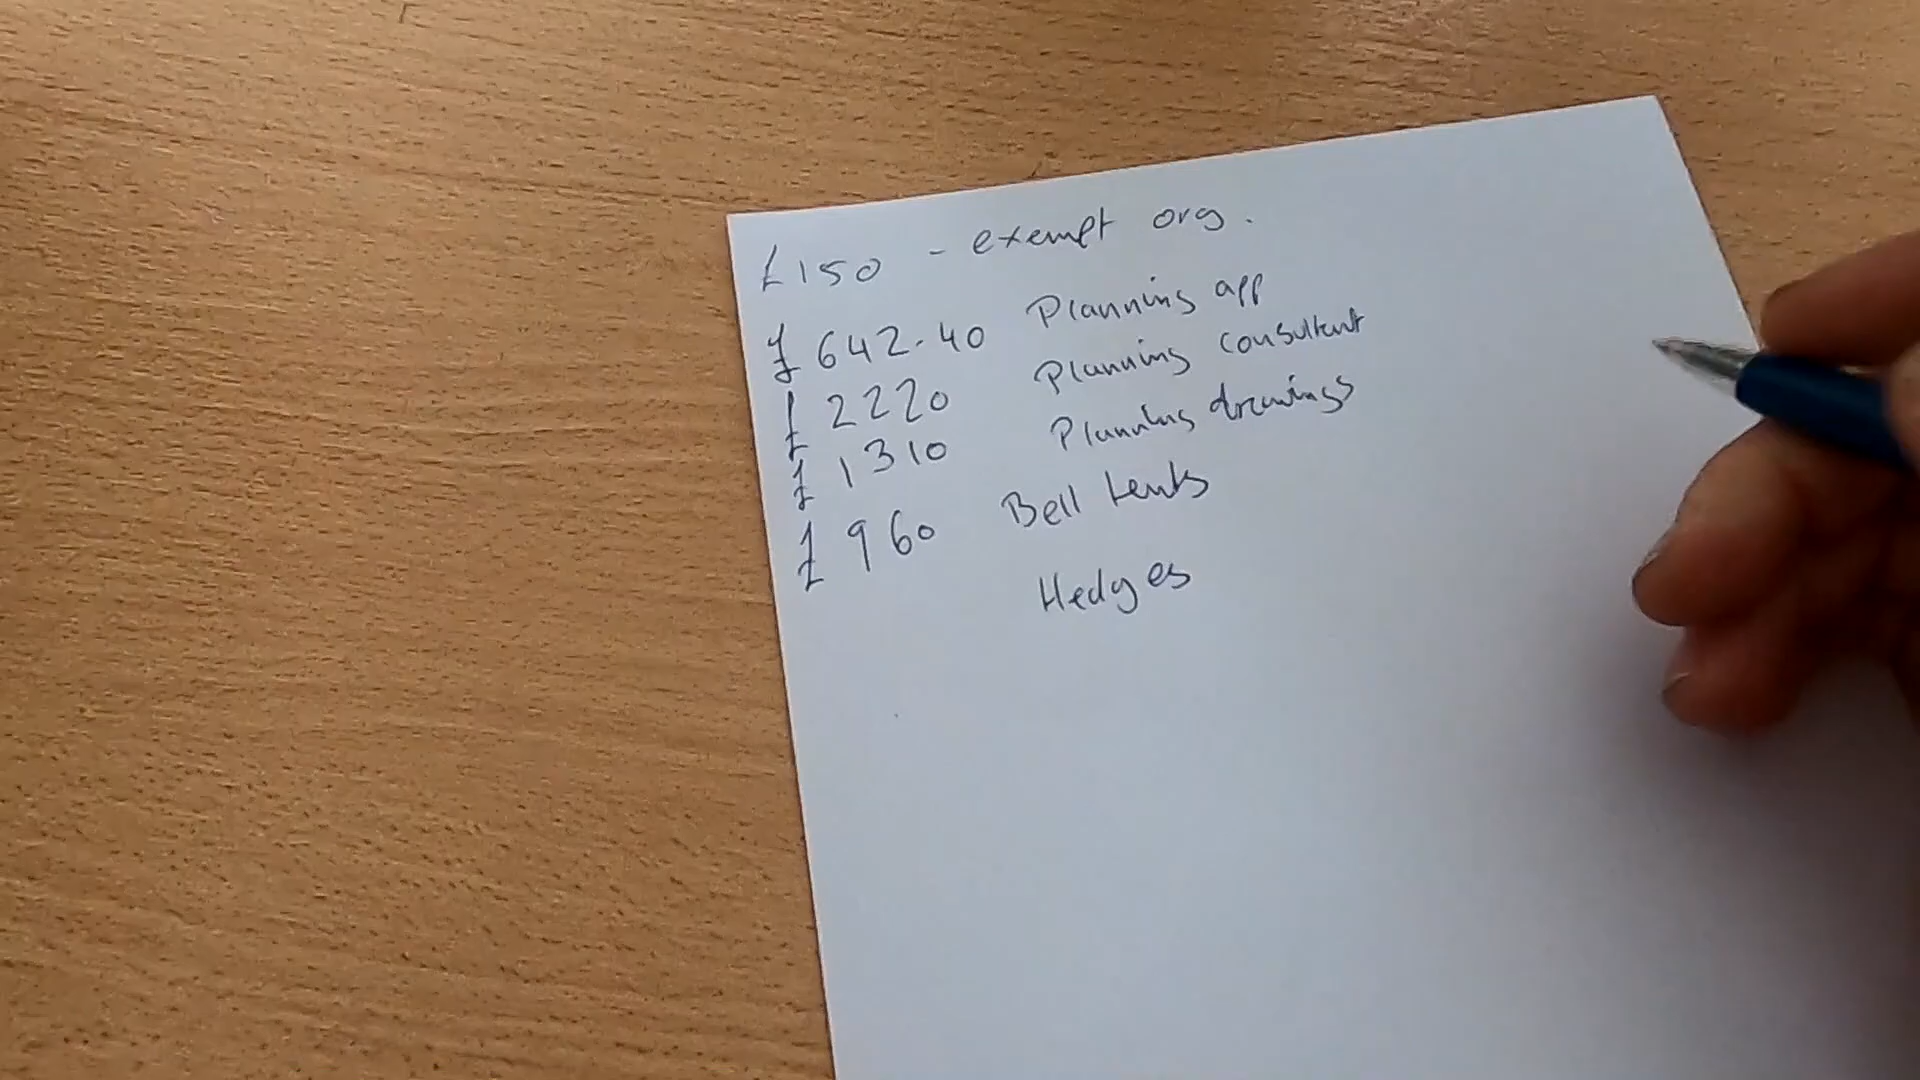 £150 - exempt org.
£642.40 Planning app
£2220 Planning consultant
£1310 Planning drawings
£960 Bell tents
Hedges